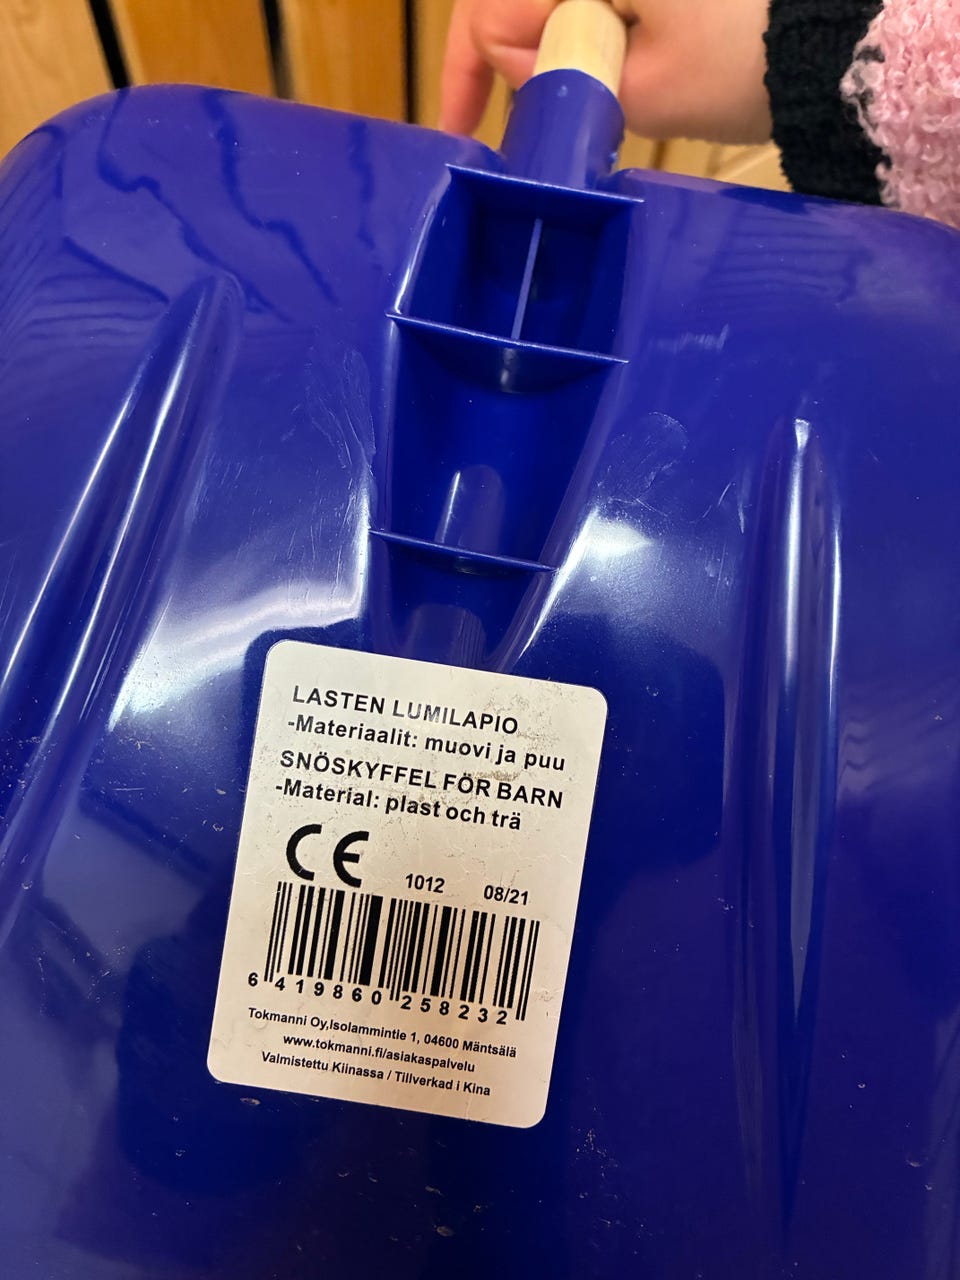 LASTEN LUMILAPIO
-Materiaalit: muovi ja puu
SNÖSKYFFEL FÖR BARN
-Material: plast och trä
CE 1012 08/21
6 419860 258232
Tokmanni Oy,Isolammintie 1, 04600 Mäntsälä
www.tokmanni.fi/asiakaspalvelu
Valmistettu Kiinassa / Tillverkad i Kina